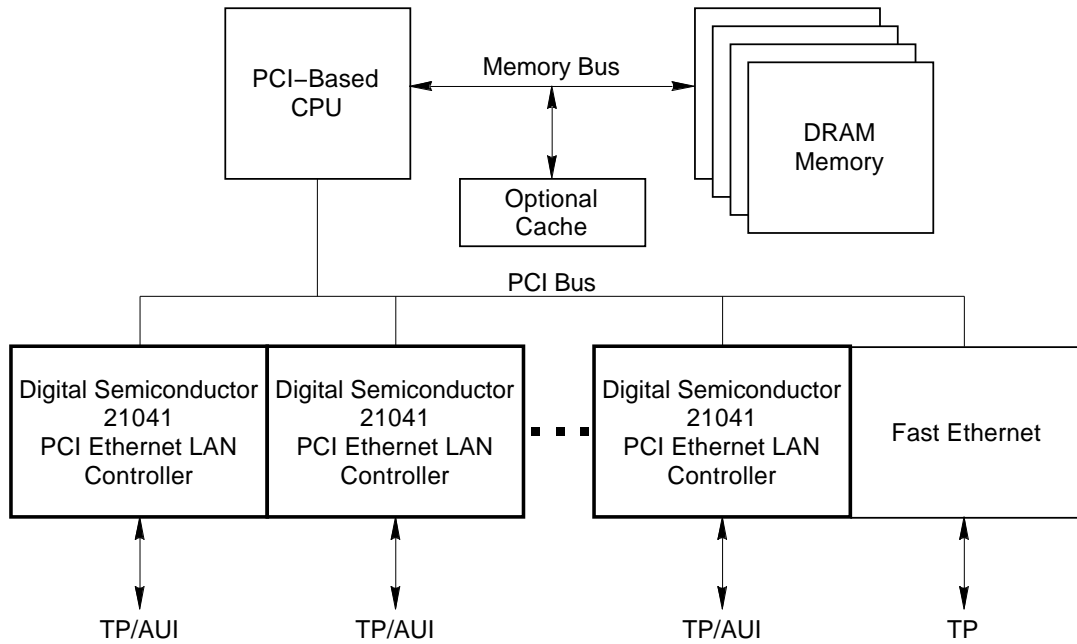 PCI−Based
CPU
Memory Bus
DRAM
Memory
Optional
Cache
PCI Bus
Digital Semiconductor
21041
PCI Ethernet LAN
Controller
Digital Semiconductor
21041
PCI Ethernet LAN
Controller
Digital Semiconductor
21041
PCI Ethernet LAN
Controller
Fast Ethernet
TP/AUI
TP/AUI
TP/AUI
TP